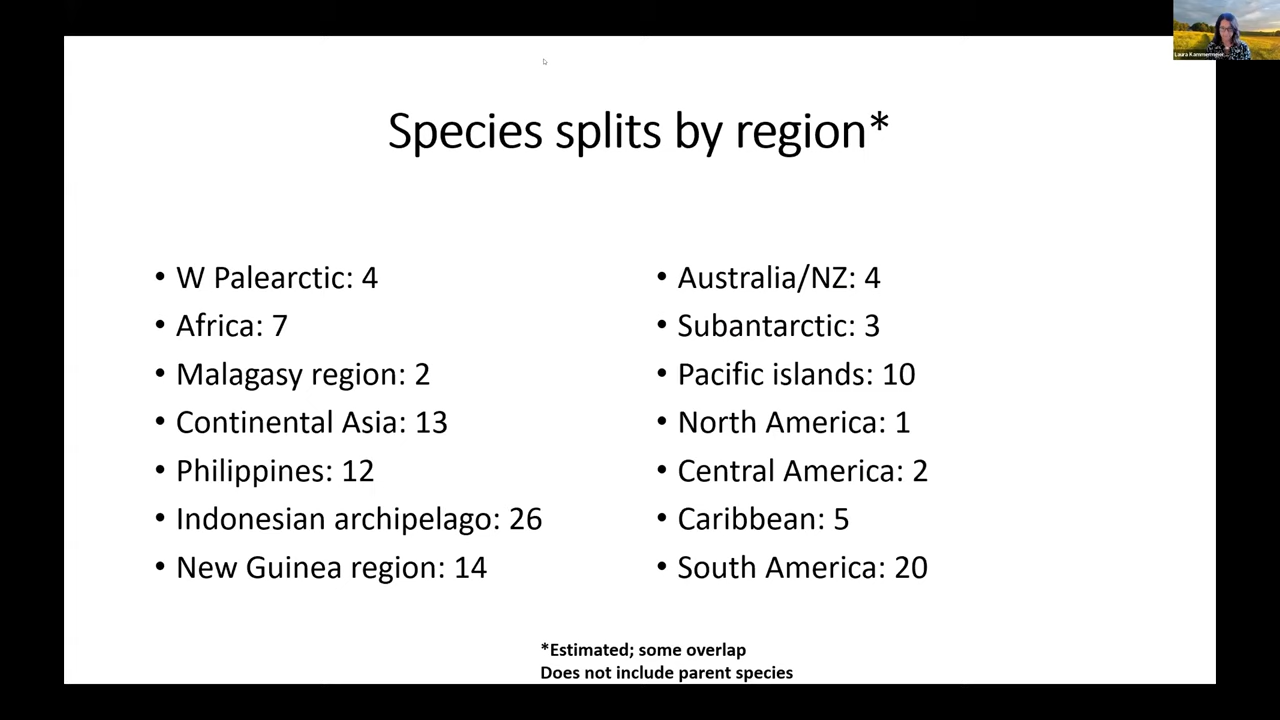 Laura Kammermeier...
Species splits by region*
• W Palearctic: 4
• Africa: 7
• Malagasy region: 2
• Continental Asia: 13
• Philippines: 12
• Indonesian archipelago: 26
• New Guinea region: 14
• Australia/NZ: 4
• Subantarctic: 3
• Pacific islands: 10
• North America: 1
• Central America: 2
• Caribbean: 5
• South America: 20
*Estimated; some overlap
Does not include parent species